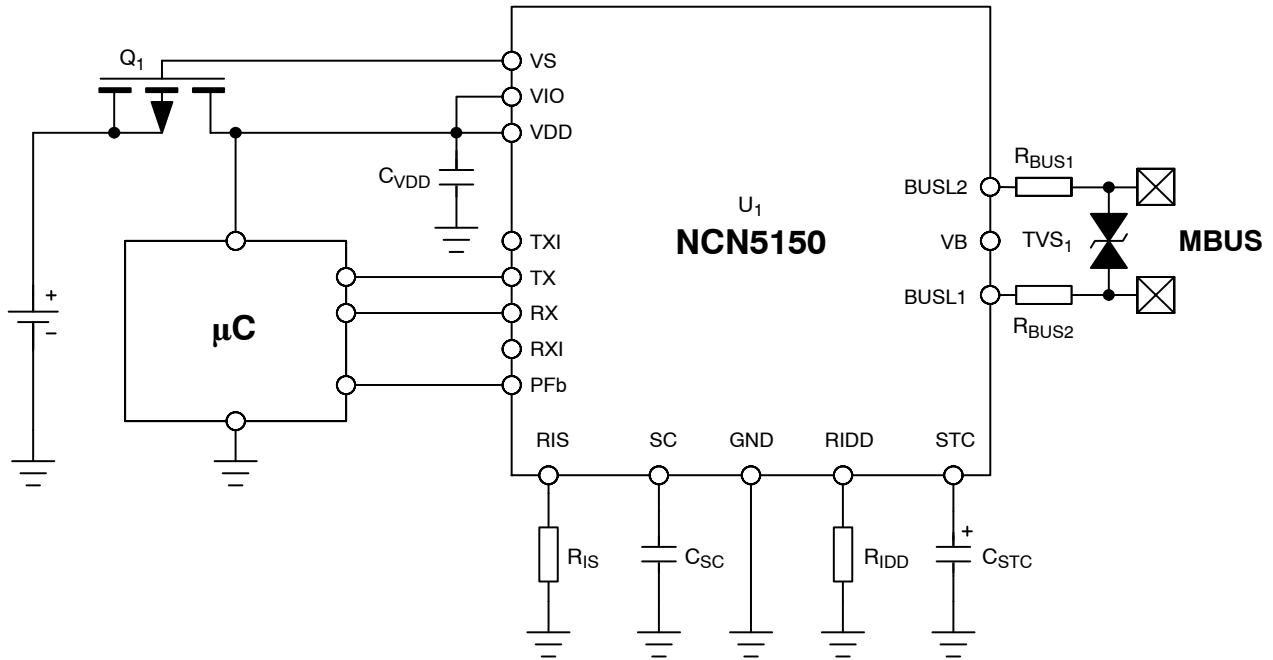 Q1
VS
VIO
VDD
CVDD
RBUS1
BUSL2
U1
NCN5150
TXI
VB
TVS1
MBUS
TX
BUSL1
RX
+
−
μC
RBUS2
RXI
PFb
RIS
SC
GND
RIDD
STC
+
RIS
CSC
RIDD
CSTC